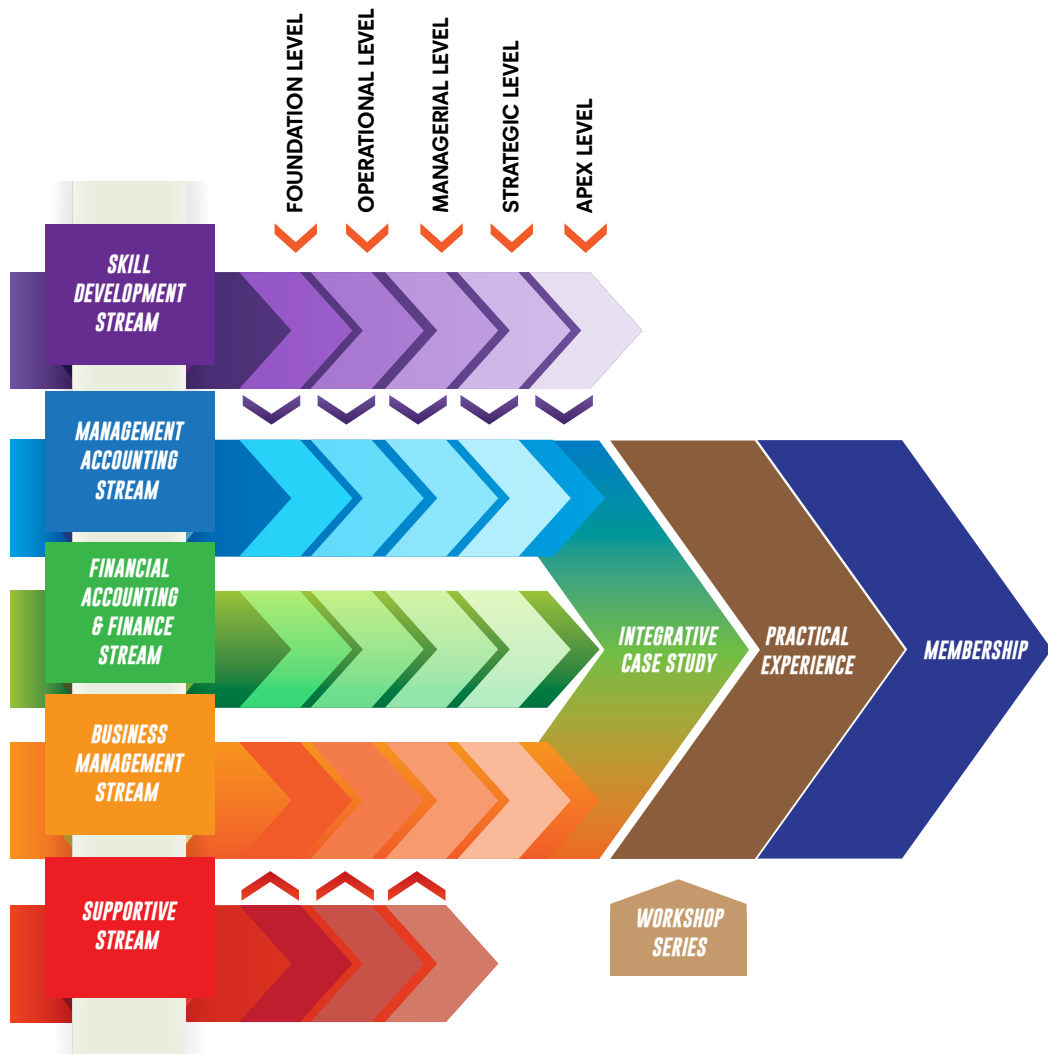 FOUNDATION LEVEL
OPERATIONAL LEVEL
MANAGERIAL LEVEL
STRATEGIC LEVEL
APEX LEVEL
SKILL
DEVELOPMENT
STREAM
MANAGEMENT
ACCOUNTING
STREAM
FINANCIAL
ACCOUNTING
& FINANCE
STREAM
BUSINESS
MANAGEMENT
STREAM
SUPPORTIVE
STREAM
INTEGRATIVE
CASE STUDY
PRACTICAL
EXPERIENCE
MEMBERSHIP
WORKSHOP
SERIES